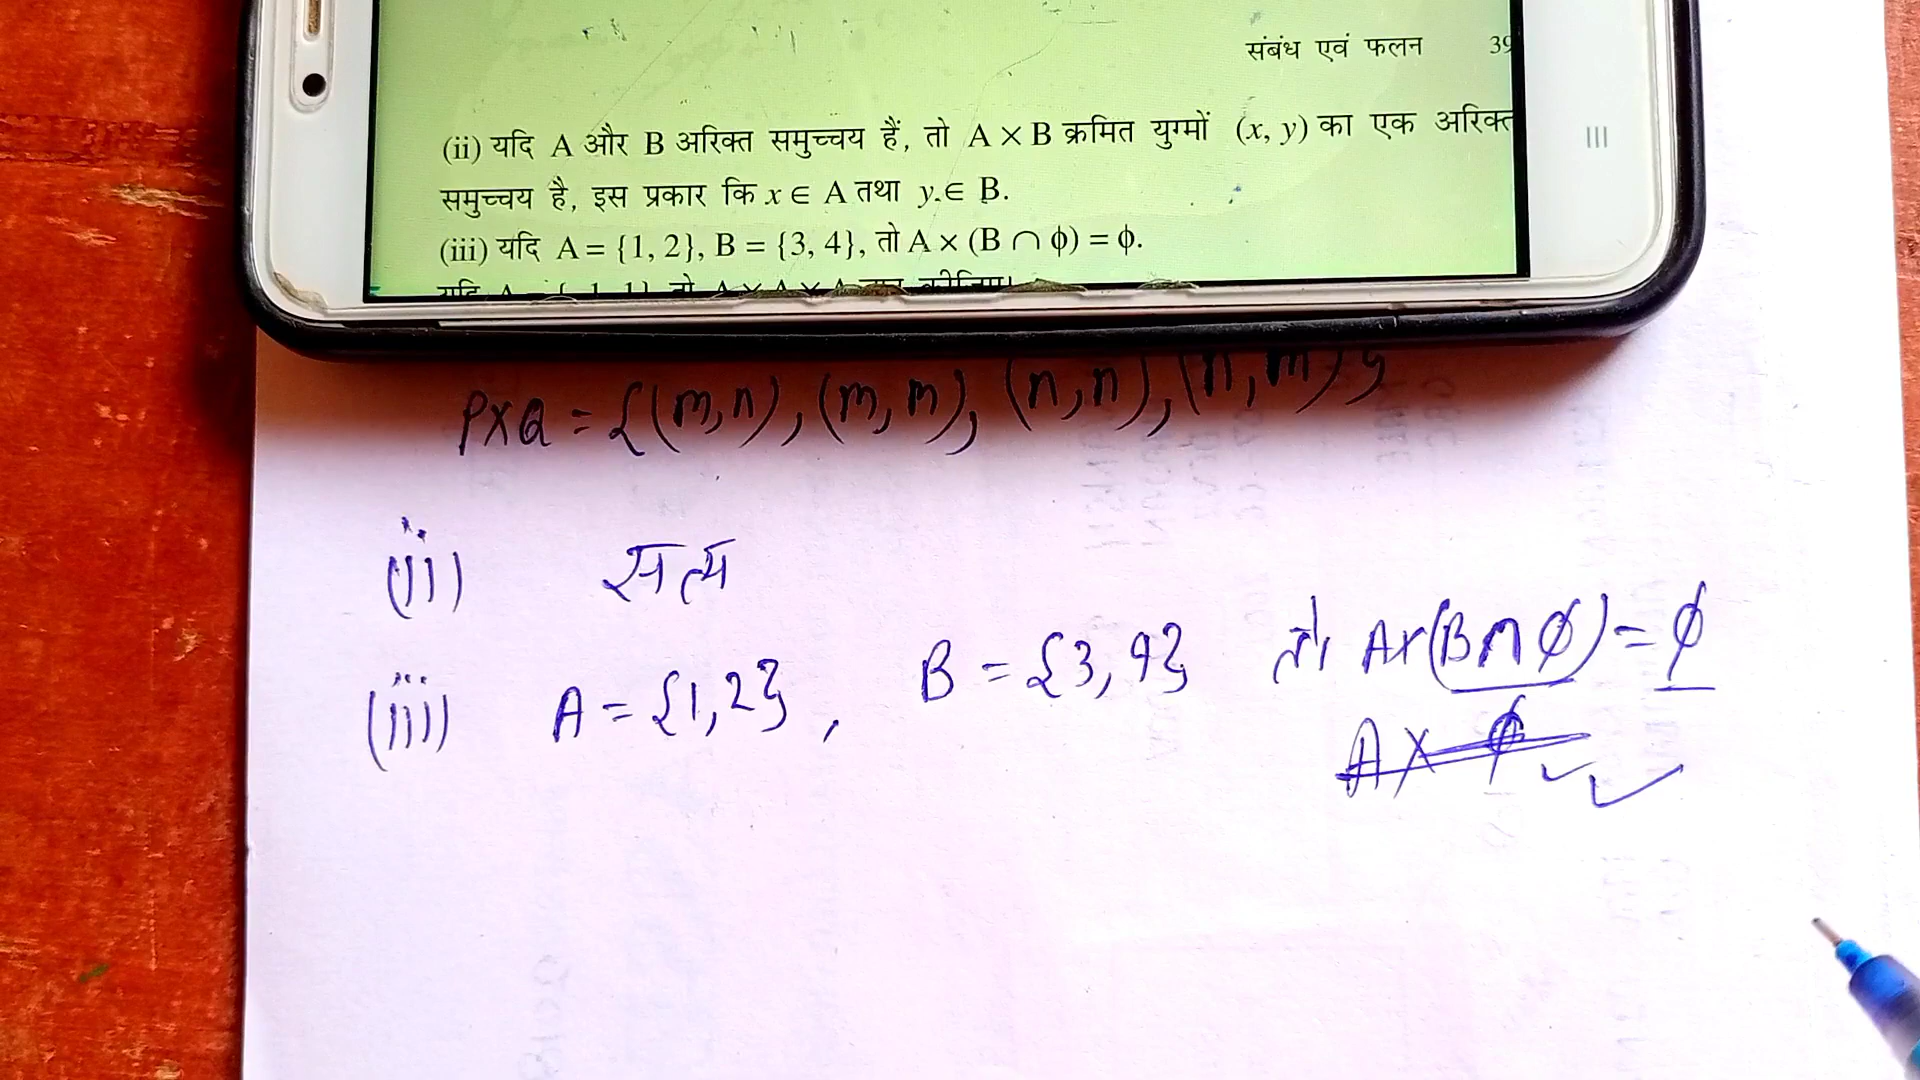 संबंध एवं फलन 39
(ii) यदि A और B अरिक्त समुच्चय हैं, तो A × B क्रमित युग्मों (x, y) का एक अरिक्त
समुच्चय है, इस प्रकार कि x ∈ A तथा y ∈ B.
(iii) यदि A = {1, 2}, B = {3, 4}, तो A × (B ∩ ϕ) = ϕ.
P×Q = {(m,n), (m,m), (n,n), (n,m)}
(ii) सत्य
(iii) A = {1,2}, B = {3,4} तो A×(B∩ϕ) = ϕ
A × ϕ